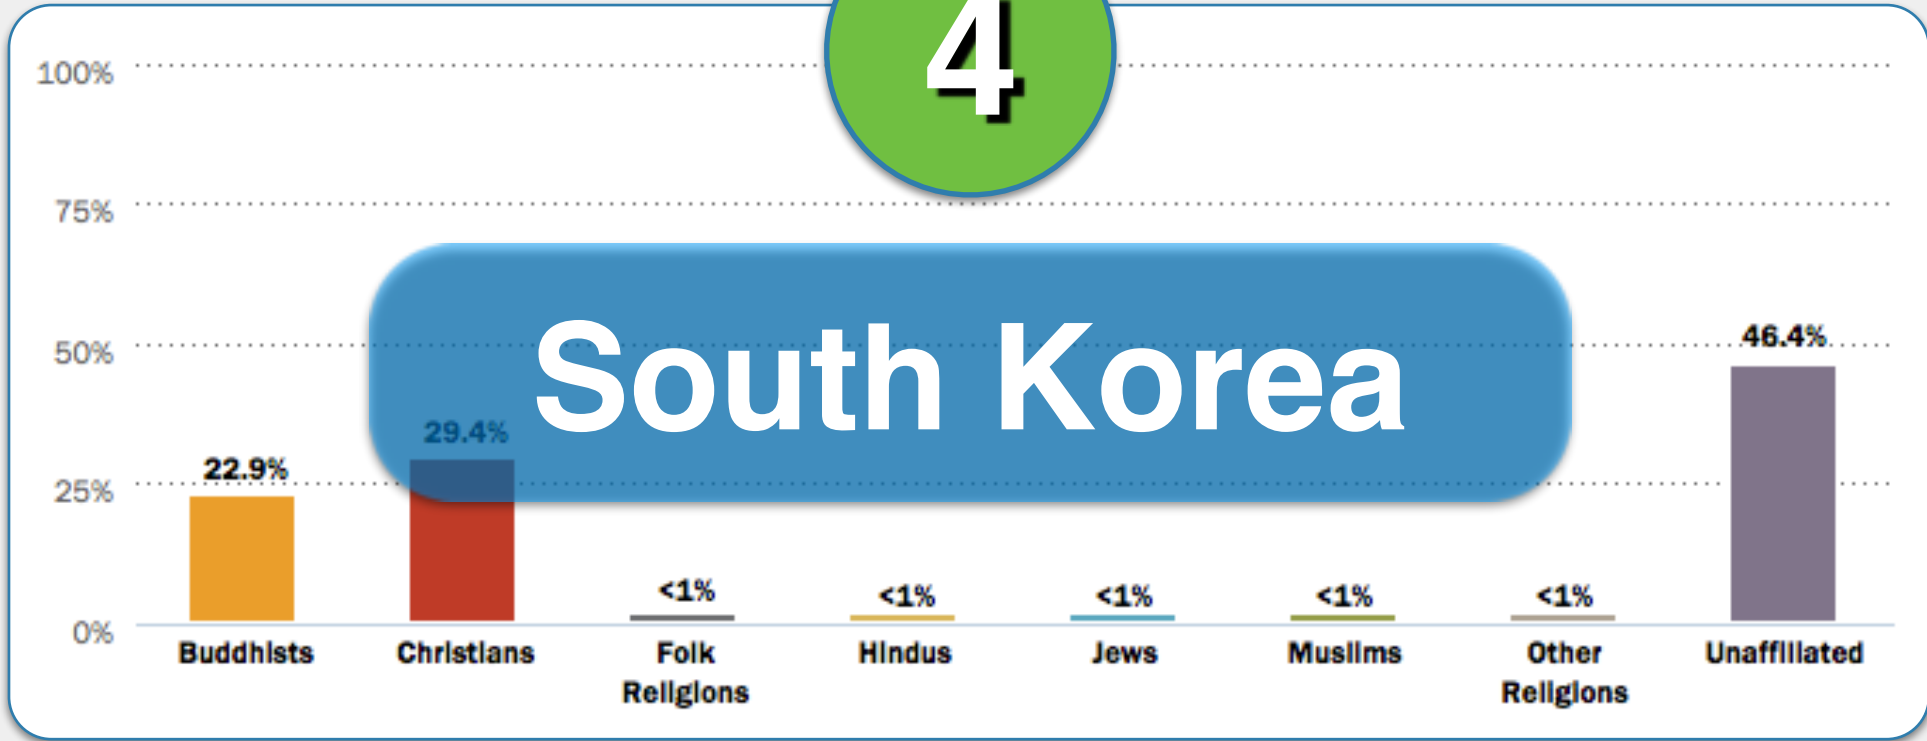 4
100%
75%
50%
25%
0%
South Korea
22.9%
29.4%
<1%
<1%
<1%
<1%
<1%
46.4%
Buddhists
Christians
Folk
Religions
Hindus
Jews
Muslims
Other
Religions
Unaffiliated